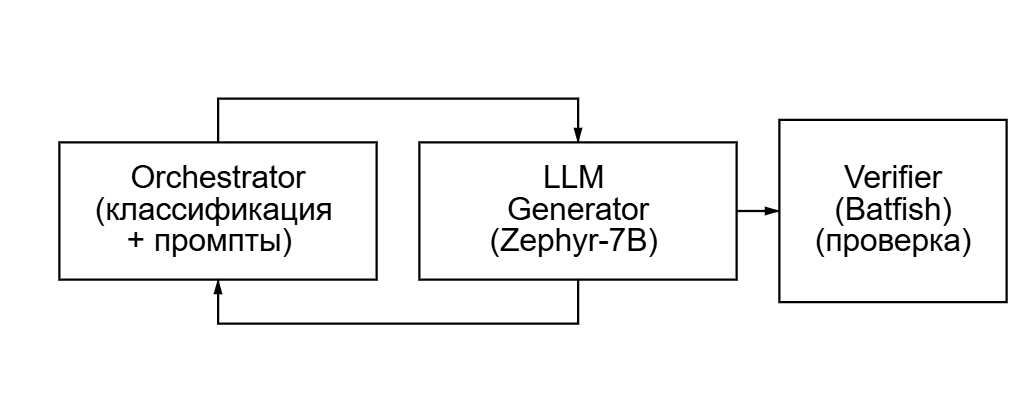 Orchestrator
(классификация
+ промпты)
LLM
Generator
(Zephyr-7B)
Verifier
(Batfish)
(проверка)